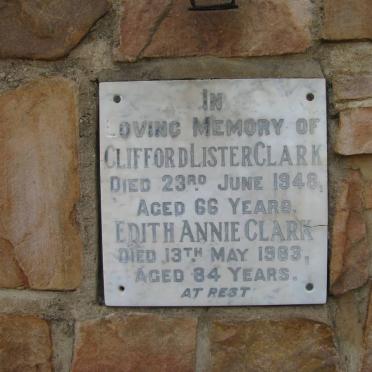 IN
LOVING MEMORY OF
CLIFFORD LISTER CLARK
DIED 23RD JUNE 1948,
AGED 66 YEARS.
EDITH ANNIE CLARK
DIED 13TH MAY 1983,
AGED 84 YEARS.
AT REST